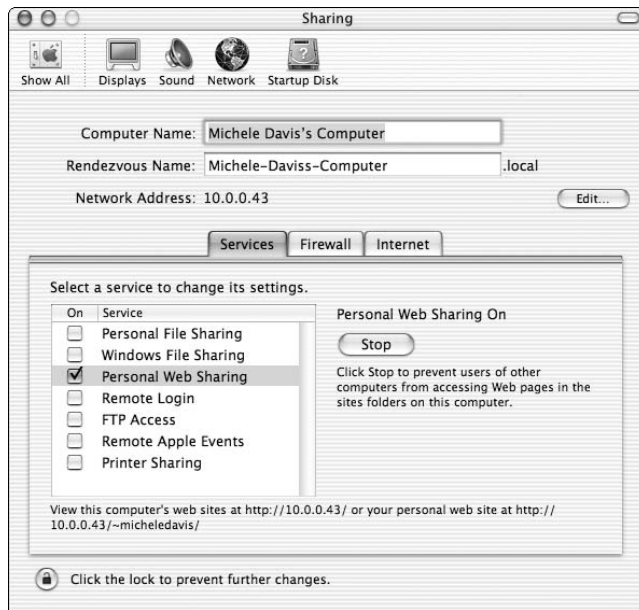 Sharing
Show All Displays Sound Network Startup Disk
Computer Name: Michele Davis's Computer
Rendezvous Name: Michele-Daviss-Computer .local
Network Address: 10.0.0.43 Edit...
Services Firewall Internet
Select a service to change its settings.
On Service
Personal File Sharing
Windows File Sharing
Personal Web Sharing
Remote Login
FTP Access
Remote Apple Events
Printer Sharing
Personal Web Sharing On
Stop
Click Stop to prevent users of other
computers from accessing Web pages in the
sites folders on this computer.
View this computer's web sites at http://10.0.0.43/ or your personal web site at http://
10.0.0.43/~micheledavis/
Click the lock to prevent further changes.